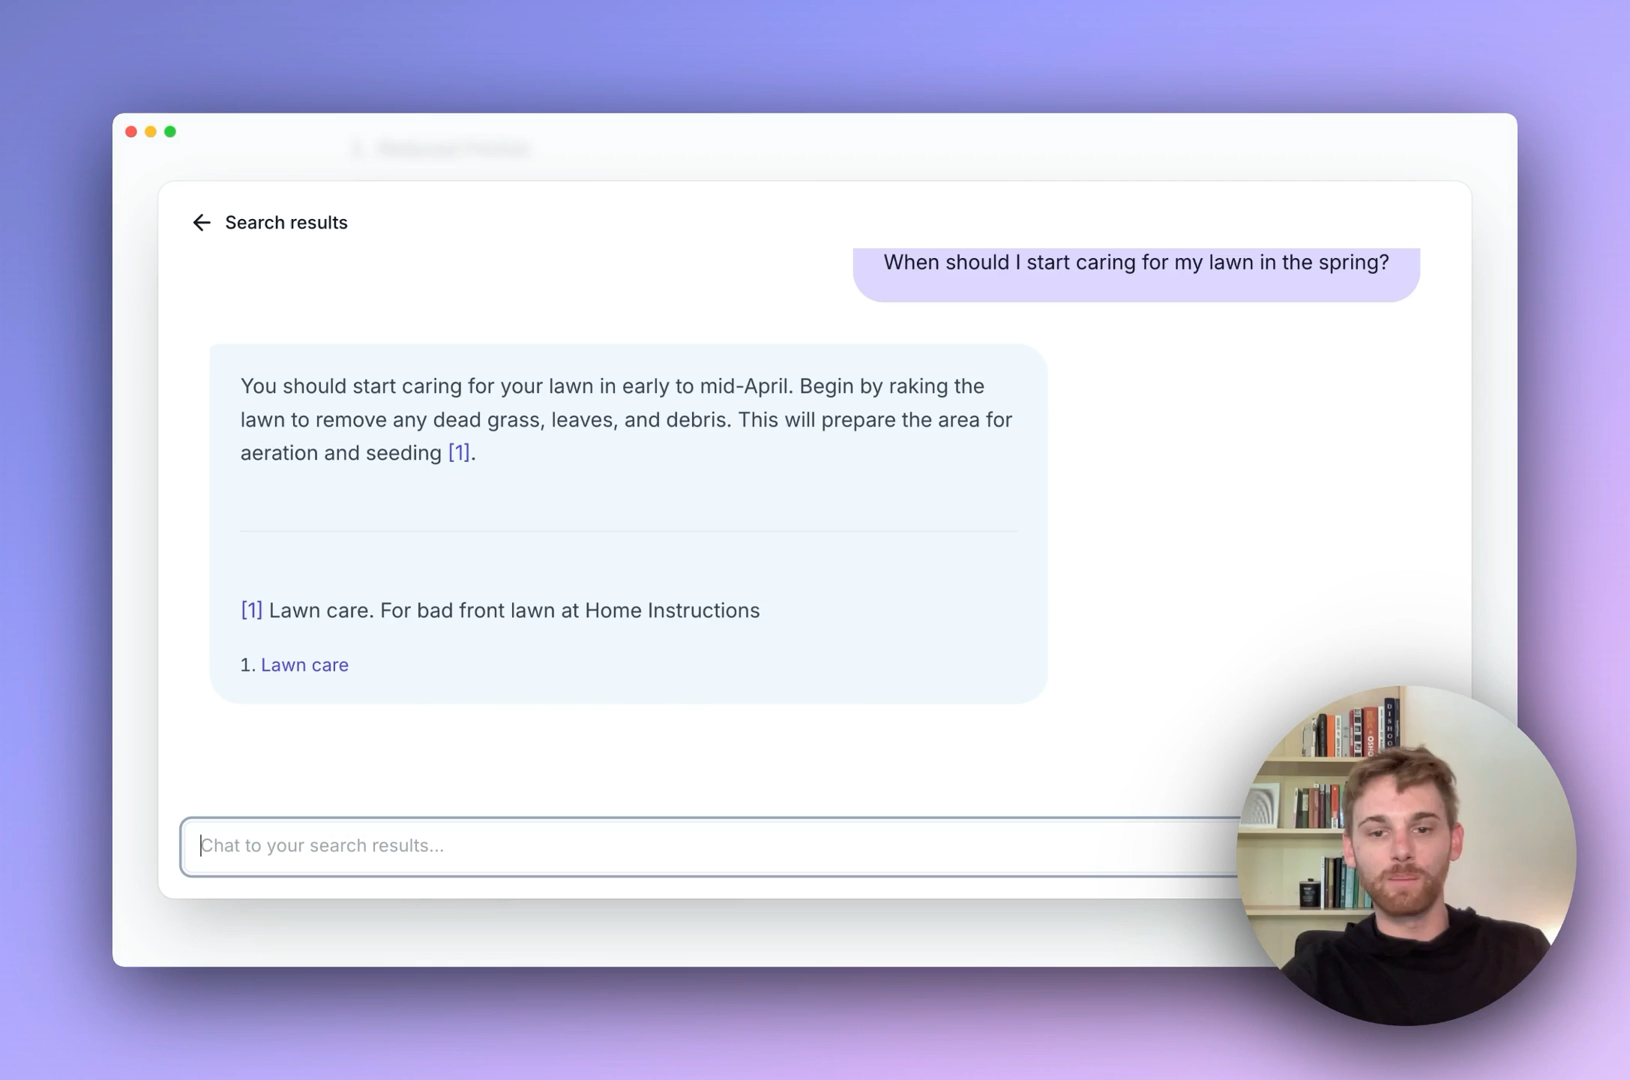 Search results
When should I start caring for my lawn in the spring?
You should start caring for your lawn in early to mid-April. Begin by raking the
lawn to remove any dead grass, leaves, and debris. This will prepare the area for
aeration and seeding [1].
[1] Lawn care. For bad front lawn at Home Instructions
1. Lawn care
Chat to your search results...